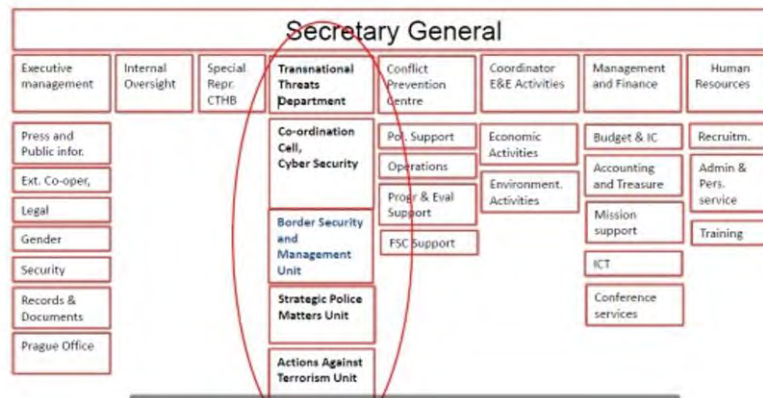 Secretary General
Executive
management
Internal
Oversight
Special
Repr.
CTHB
Transnational
Threats
Department
Conflict
Prevention
Centre
Coordinator
E&E Activities
Management
and Finance
Human
Resources
Press and
Public infor.
Ext. Co-oper,
Legal
Gender
Security
Records &
Documents
Prague Office
Co-ordination
Cell,
Cyber Security
Border Security
and
Management
Unit
Strategic Police
Matters Unit
Actions Against
Terrorism Unit
Pol. Support
Operations
Progr & Eval
Support
FSC Support
Economic
Activities
Environment.
Activities
Budget & IC
Accounting
and Treasure
Mission
support
ICT
Conference
services
Recruitm.
Admin &
Pers.
service
Training